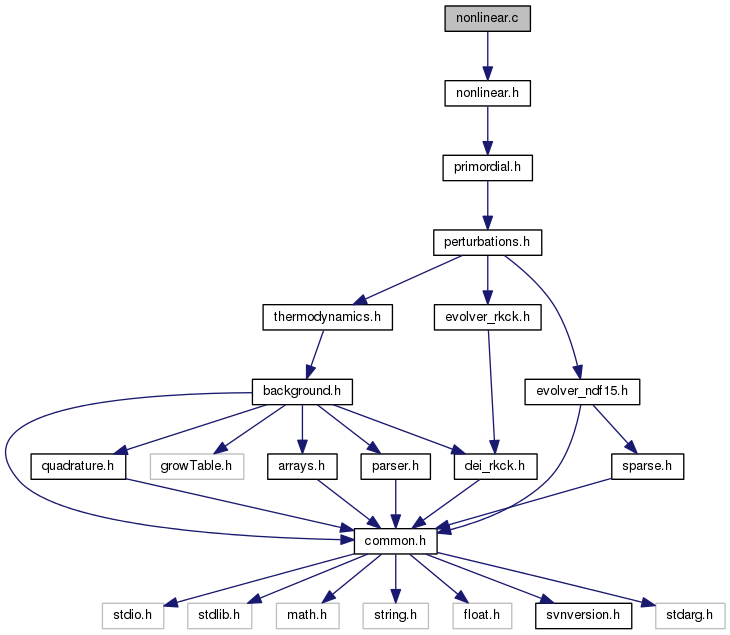 nonlinear.c
nonlinear.h
primordial.h
perturbations.h
thermodynamics.h
evolver_rkck.h
background.h
evolver_ndf15.h
quadrature.h
growTable.h
arrays.h
parser.h
dei_rkck.h
sparse.h
common.h
stdio.h
stdlib.h
math.h
string.h
float.h
svnversion.h
stdarg.h